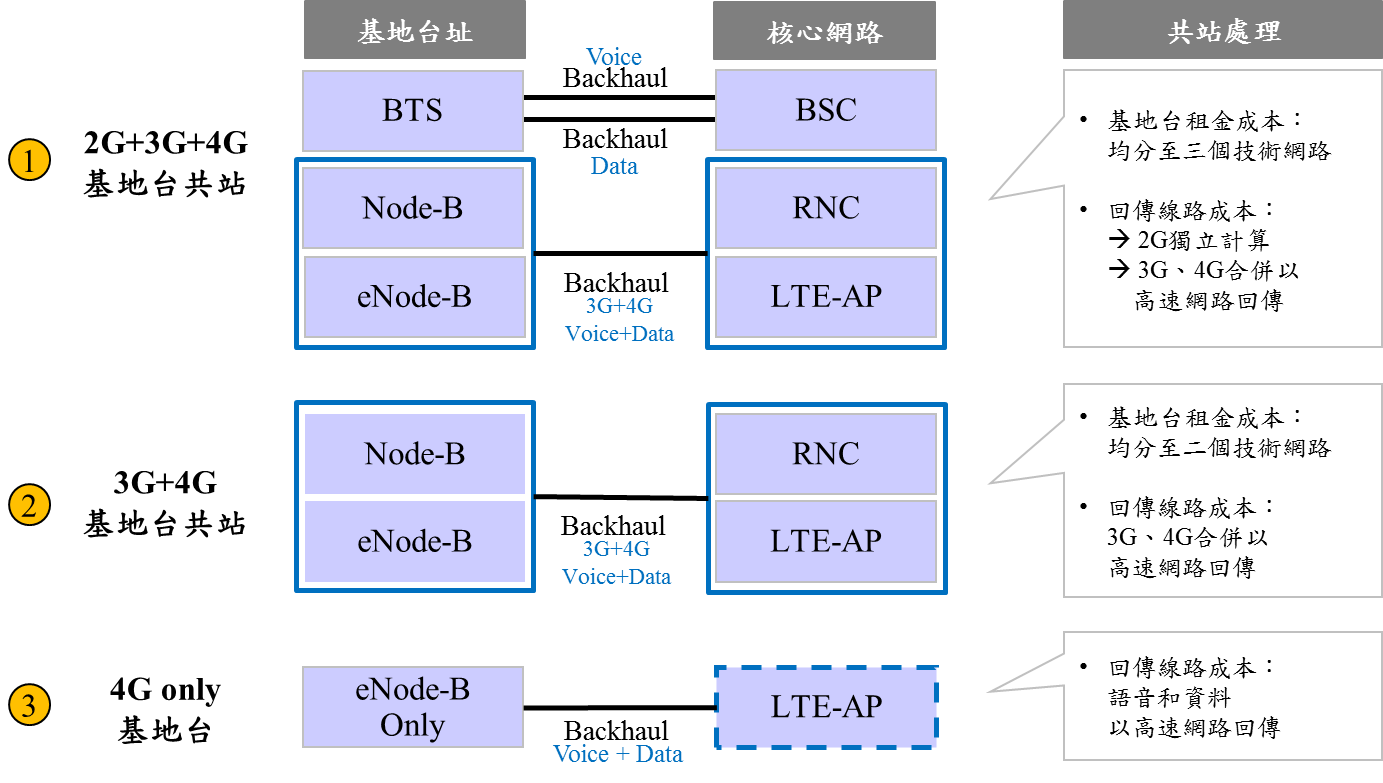 基地台址
核心網路
共站處理
1
2G+3G+4G
基地台共站
BTS
Voice
Backhaul
Backhaul
Data
BSC
Node-B
eNode-B
Backhaul
3G+4G
Voice+Data
RNC
LTE-AP
• 基地台租金成本：
均分至三個技術網路
• 回傳線路成本：
→ 2G獨立計算
→ 3G、4G合併以
高速網路回傳
2
3G+4G
基地台共站
Node-B
eNode-B
Backhaul
3G+4G
Voice+Data
RNC
LTE-AP
• 基地台租金成本：
均分至二個技術網路
• 回傳線路成本：
3G、4G合併以
高速網路回傳
3
4G only
基地台
eNode-B
Only
Backhaul
Voice + Data
LTE-AP
• 回傳線路成本：
語音和資料
以高速網路回傳